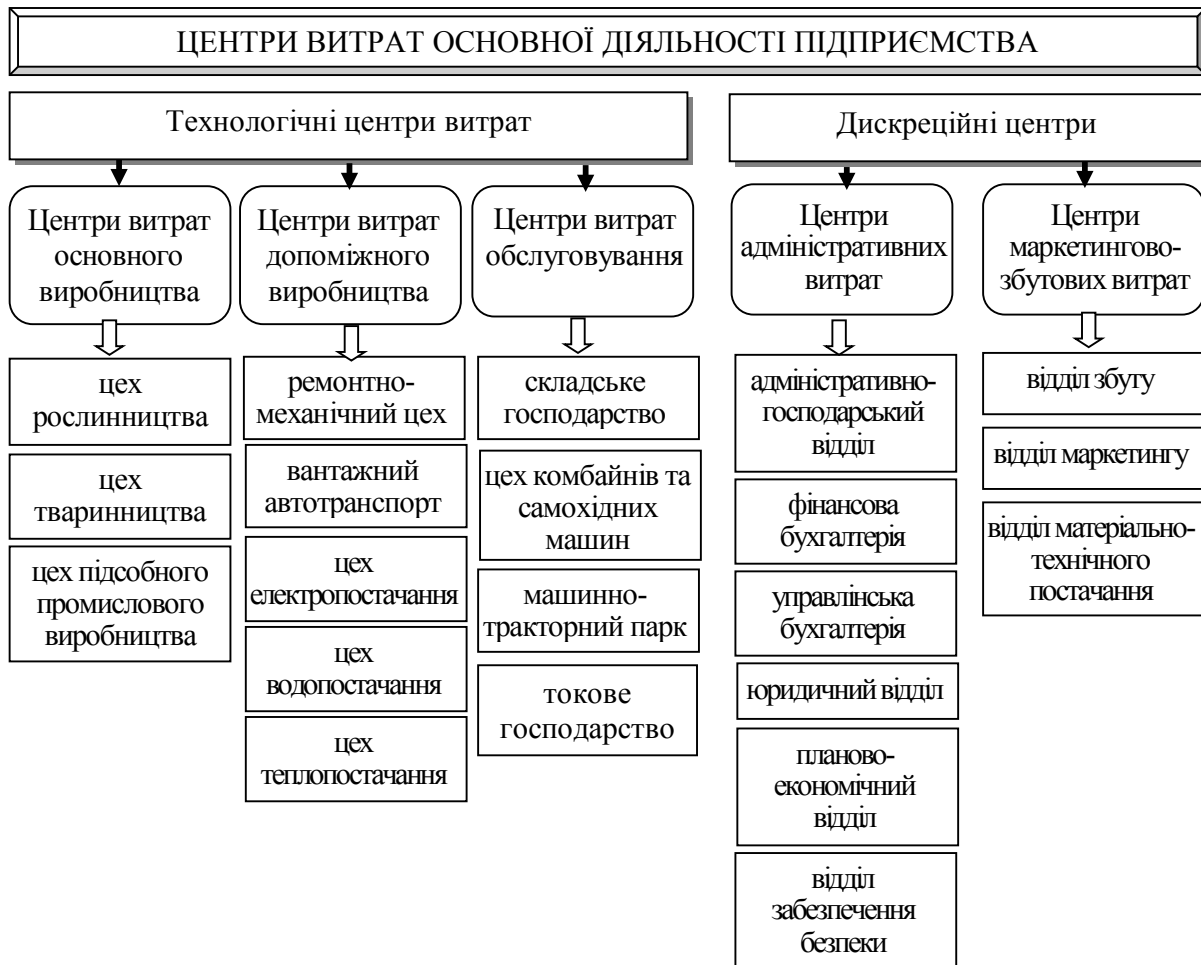 ЦЕНТРИ ВИТРАТ ОСНОВНОЇ ДІЯЛЬНОСТІ ПІДПРИЄМСТВА
Технологічні центри витрат
Дискреційні центри
Центри витрат
основного
виробництва
Центри витрат
допоміжного
виробництва
Центри витрат
обслуговування
Центри
адміністративних
витрат
Центри
маркетингово-
збутових витрат
цех
рослинництва
цех
тваринництва
цех підсобного
промислового
виробництва
ремонтно-
механічний цех
вантажний
автотранспорт
цех
електропостачання
цех
водопостачання
цех
теплопостачання
складське
господарство
цех комбайнів та
самохідних
машин
машинно-
тракторний парк
токове
господарство
адміністративно-
господарський
відділ
фінансова
бухгалтерія
управлінська
бухгалтерія
юридичний відділ
планово-
економічний
відділ
відділ
забезпечення
безпеки
відділ збуту
відділ маркетингу
відділ матеріально-
технічного
постачання